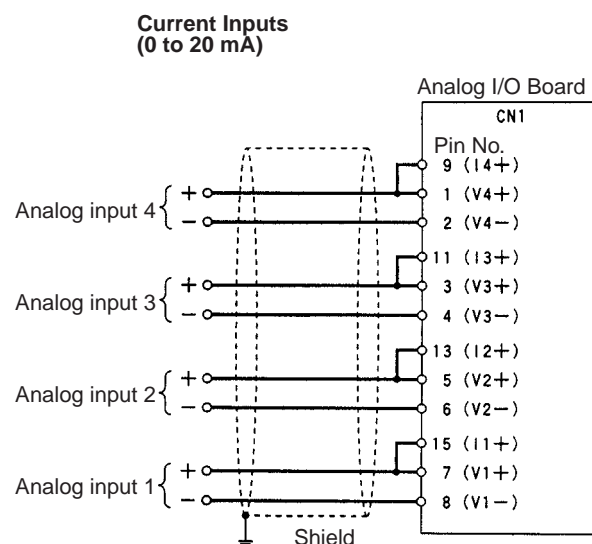 Current Inputs
(0 to 20 mA)
Analog I/O Board
CN1
Pin No.
9 (I4+)
Analog input 4
+
1 (V4+)
−
2 (V4−)
11 (I3+)
Analog input 3
+
3 (V3+)
−
4 (V3−)
13 (I2+)
Analog input 2
+
5 (V2+)
−
6 (V2−)
15 (I1+)
Analog input 1
+
7 (V1+)
−
8 (V1−)
Shield